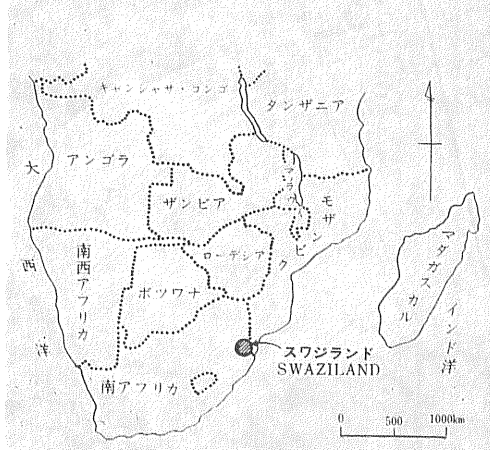 キンシャサ・コンゴ
タンザニア
アンゴラ
マラウイ
ザンビア
モザンビク
大西洋
南西アフリカ
ローデシア
ボツワナ
マダガスカル
インド洋
スワジランド
SWAZILAND
南アフリカ
0 500 1000km